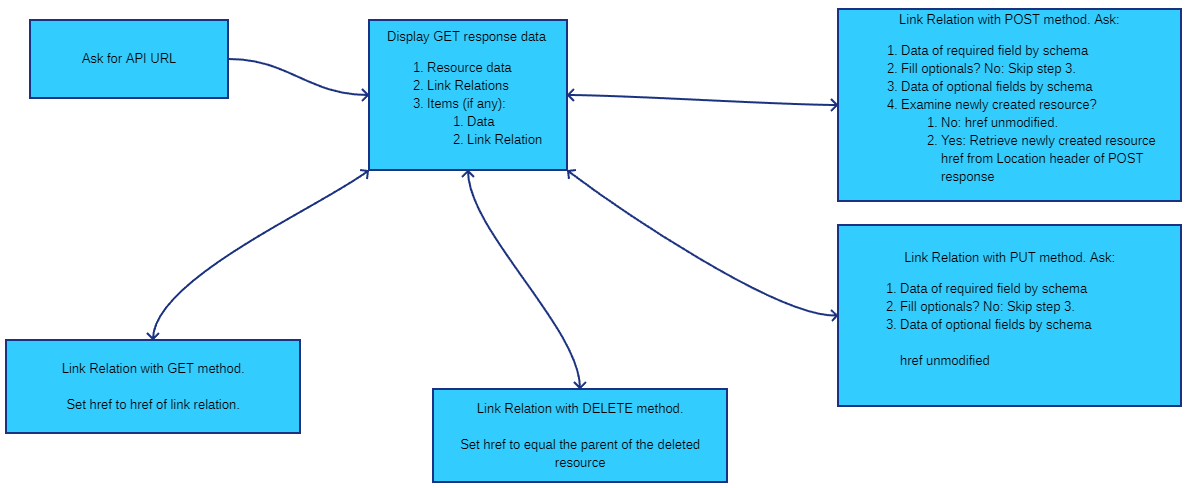 Ask for API URL
Display GET response data
1. Resource data
2. Link Relations
3. Items (if any):
1. Data
2. Link Relation
Link Relation with POST method. Ask:
1. Data of required field by schema
2. Fill optionals? No: Skip step 3.
3. Data of optional fields by schema
4. Examine newly created resource?
1. No: href unmodified.
2. Yes: Retrieve newly created resource
href from Location header of POST
response
Link Relation with PUT method. Ask:
1. Data of required field by schema
2. Fill optionals? No: Skip step 3.
3. Data of optional fields by schema
href unmodified
Link Relation with GET method.
Set href to href of link relation.
Link Relation with DELETE method.
Set href to equal the parent of the deleted
resource